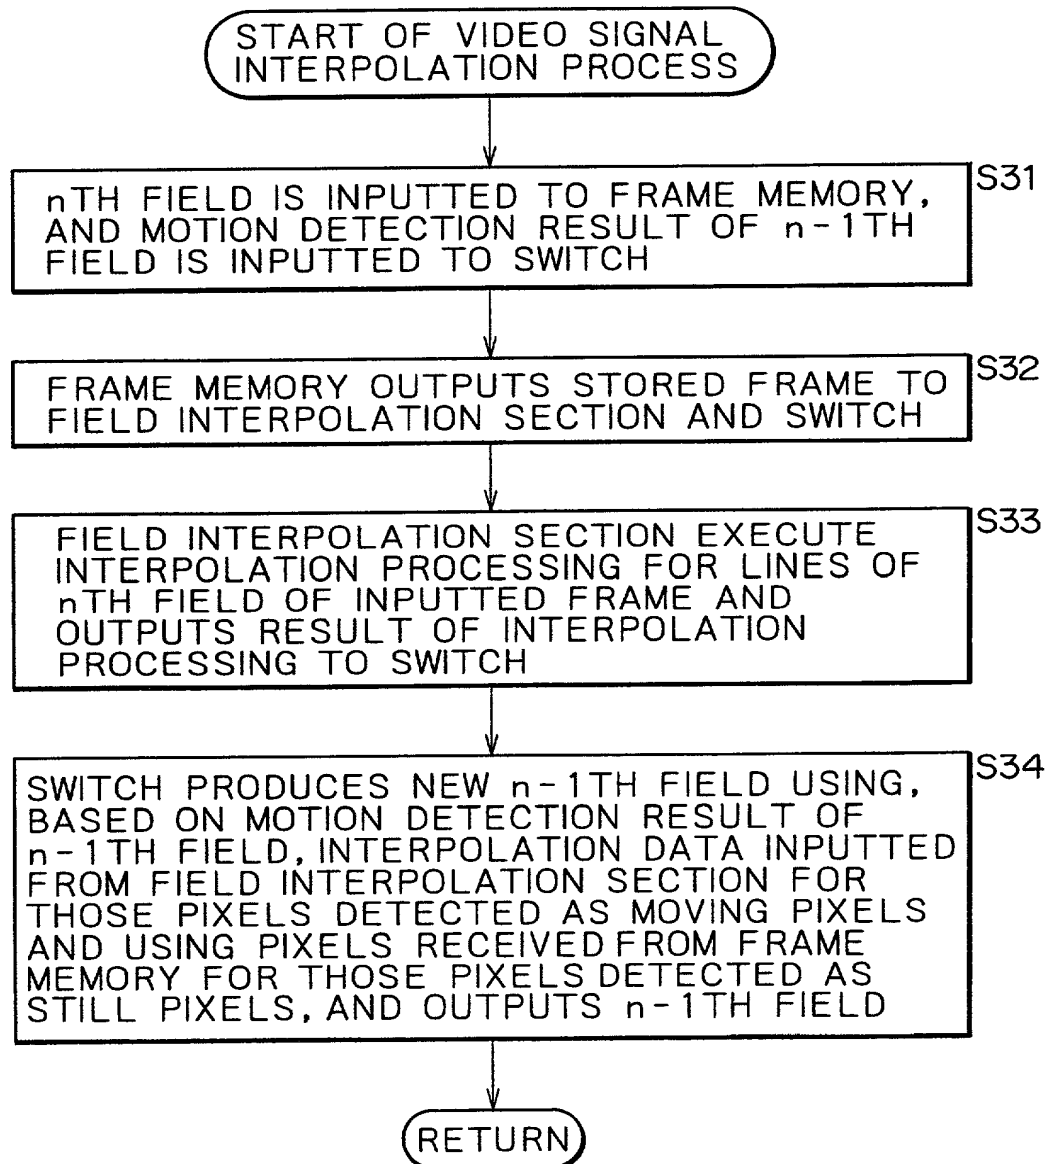 START OF VIDEO SIGNAL
INTERPOLATION PROCESS
S31
nTH FIELD IS INPUTTED TO FRAME MEMORY,
AND MOTION DETECTION RESULT OF n-1TH
FIELD IS INPUTTED TO SWITCH
S32
FRAME MEMORY OUTPUTS STORED FRAME TO
FIELD INTERPOLATION SECTION AND SWITCH
S33
FIELD INTERPOLATION SECTION EXECUTE
INTERPOLATION PROCESSING FOR LINES OF
nTH FIELD OF INPUTTED FRAME AND
OUTPUTS RESULT OF INTERPOLATION
PROCESSING TO SWITCH
S34
SWITCH PRODUCES NEW n-1TH FIELD USING,
BASED ON MOTION DETECTION RESULT OF
n-1TH FIELD, INTERPOLATION DATA INPUTTED
FROM FIELD INTERPOLATION SECTION FOR
THOSE PIXELS DETECTED AS MOVING PIXELS
AND USING PIXELS RECEIVED FROM FRAME
MEMORY FOR THOSE PIXELS DETECTED AS
STILL PIXELS, AND OUTPUTS n-1TH FIELD
RETURN